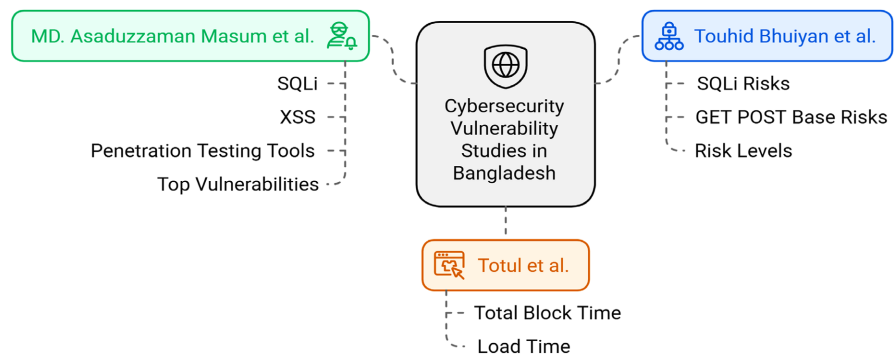 MD. Asaduzzaman Masum et al.
SQLi
XSS
Penetration Testing Tools
Top Vulnerabilities
Cybersecurity
Vulnerability
Studies in
Bangladesh
Touhid Bhuiyan et al.
SQLi Risks
GET POST Base Risks
Risk Levels
Totul et al.
Total Block Time
Load Time